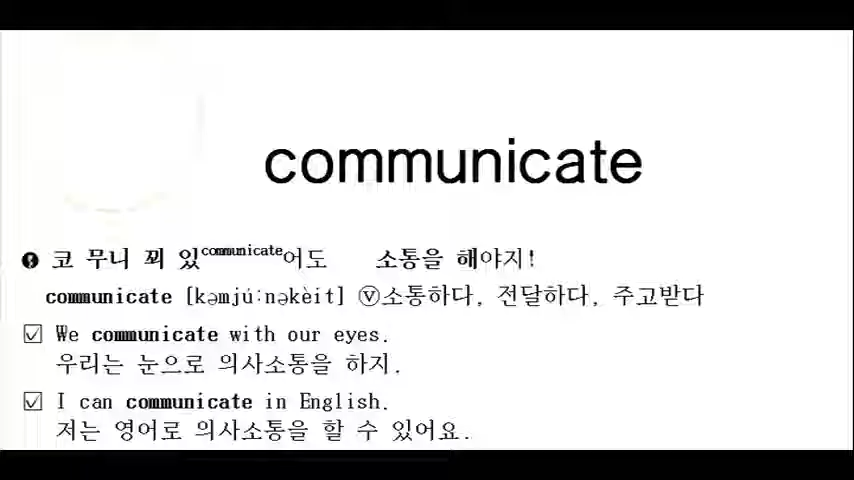 communicate
코 무니 꾀 있communicate어도 소통을 해야지!
communicate [kəmjúːnəkèit] ⓥ소통하다, 전달하다, 주고받다
☑ We communicate with our eyes.
우리는 눈으로 의사소통을 하지.
☑ I can communicate in English.
저는 영어로 의사소통을 할 수 있어요.